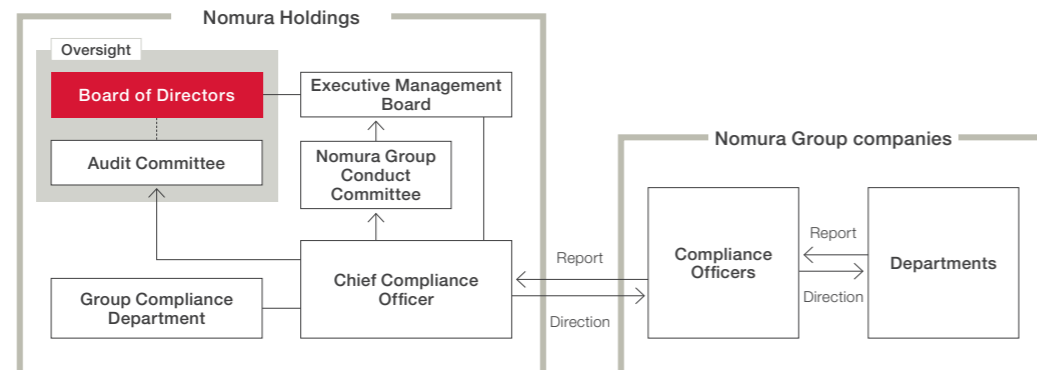 Nomura Holdings
Oversight
Board of Directors
Executive Management
Board
Audit Committee
Nomura Group
Conduct
Committee
Group Compliance
Department
Chief Compliance
Officer
Report
Direction
Nomura Group companies
Compliance
Officers
Report
Direction
Departments